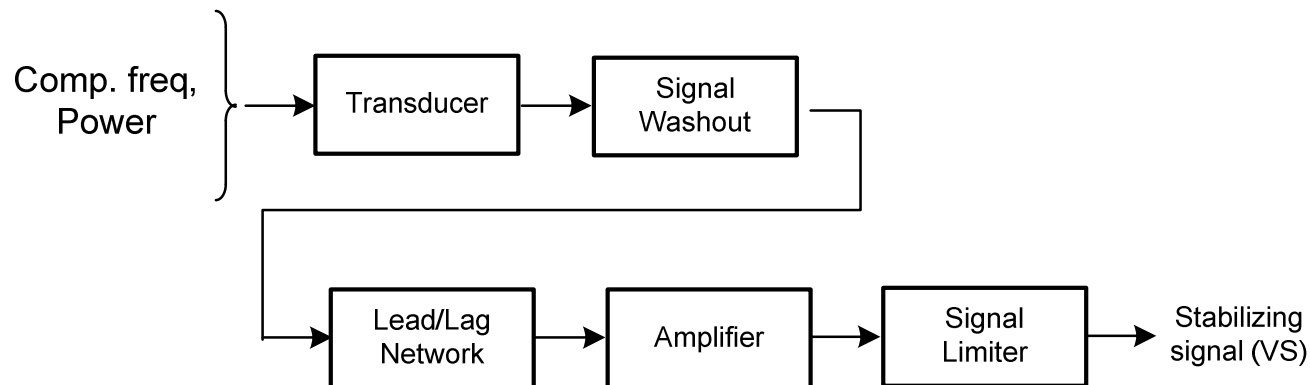 Comp. freq,
Power
Transducer
Signal
Washout
Lead/Lag
Network
Amplifier
Signal
Limiter
Stabilizing
signal (VS)